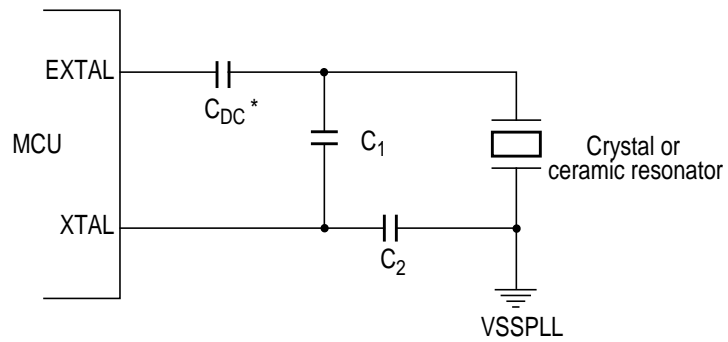 EXTAL
CDC *
MCU
C1
Crystal or
ceramic resonator
XTAL
C2
VSSPLL